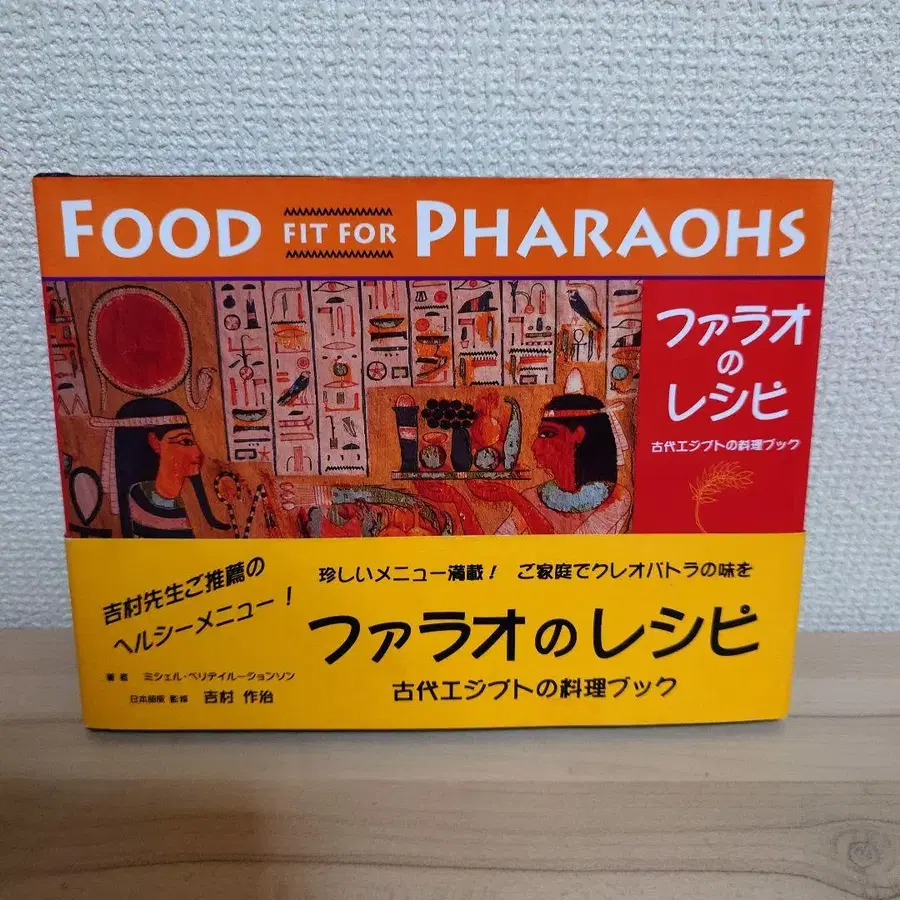 FOOD FIT FOR PHARAOHS
ファラオ
の
レシピ
古代エジプトの料理ブック
吉村先生ご推薦の
ヘルシーメニュー!
珍しいメニュー満載! ご家庭でクレオパトラの味を
ファラオのレシピ
古代エジプトの料理ブック
著者 ミシェル・ベリデイルージョンソン
日本語版 監修 吉村 作治